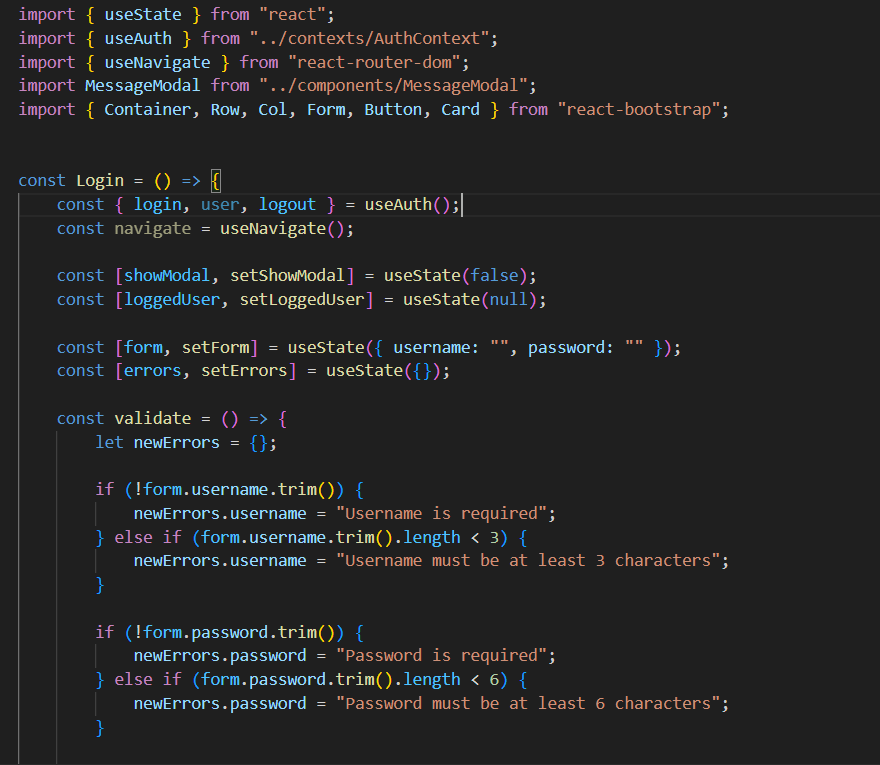 import { useState } from "react";
import { useAuth } from "../contexts/AuthContext";
import { useNavigate } from "react-router-dom";
import MessageModal from "../components/MessageModal";
import { Container, Row, Col, Form, Button, Card } from "react-bootstrap";
const Login = () => {
const { login, user, logout } = useAuth();
const navigate = useNavigate();
const [showModal, setShowModal] = useState(false);
const [loggedUser, setLoggedUser] = useState(null);
const [form, setForm] = useState({ username: "", password: "" });
const [errors, setErrors] = useState({});
const validate = () => {
let newErrors = {};
if (!form.username.trim()) {
newErrors.username = "Username is required";
} else if (form.username.trim().length < 3) {
newErrors.username = "Username must be at least 3 characters";
}
if (!form.password.trim()) {
newErrors.password = "Password is required";
} else if (form.password.trim().length < 6) {
newErrors.password = "Password must be at least 6 characters";
}